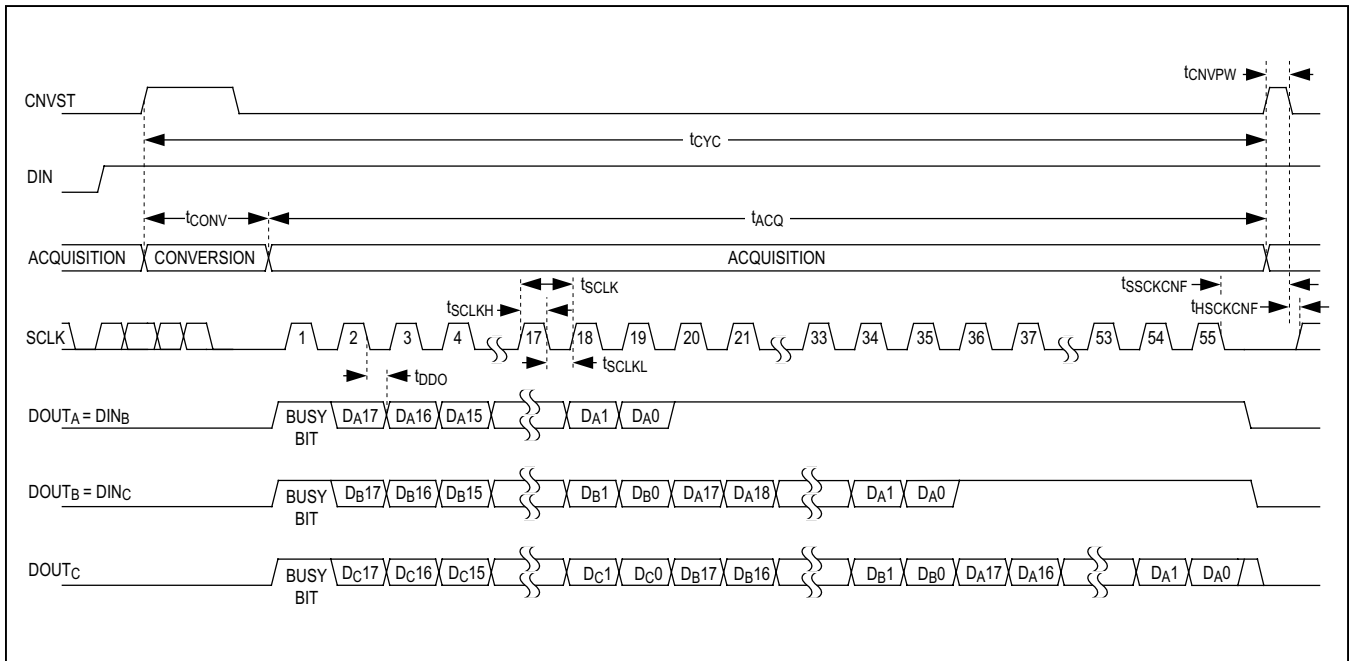 tCNVPW
CNVST
tCYC
DIN
tCONV tACQ
ACQUISITION CONVERSION ACQUISITION
tSCLK tSSCKCNF
tSCLKH tHSCKCNF
SCLK 1 2 3 4 17 18 19 20 21 33 34 35 36 37 53 54 55
tSCLKL
tDDO
DOUTA = DINB BUSY BIT DA17 DA16 DA15 DA1 DA0
DOUTB = DINC BUSY BIT DB17 DB16 DB15 DB1 DB0 DA17 DA18 DA1 DA0
DOUTC BUSY BIT DC17 DC16 DC15 DC1 DC0 DB17 DB16 DB1 DB0 DA17 DA16 DA1 DA0